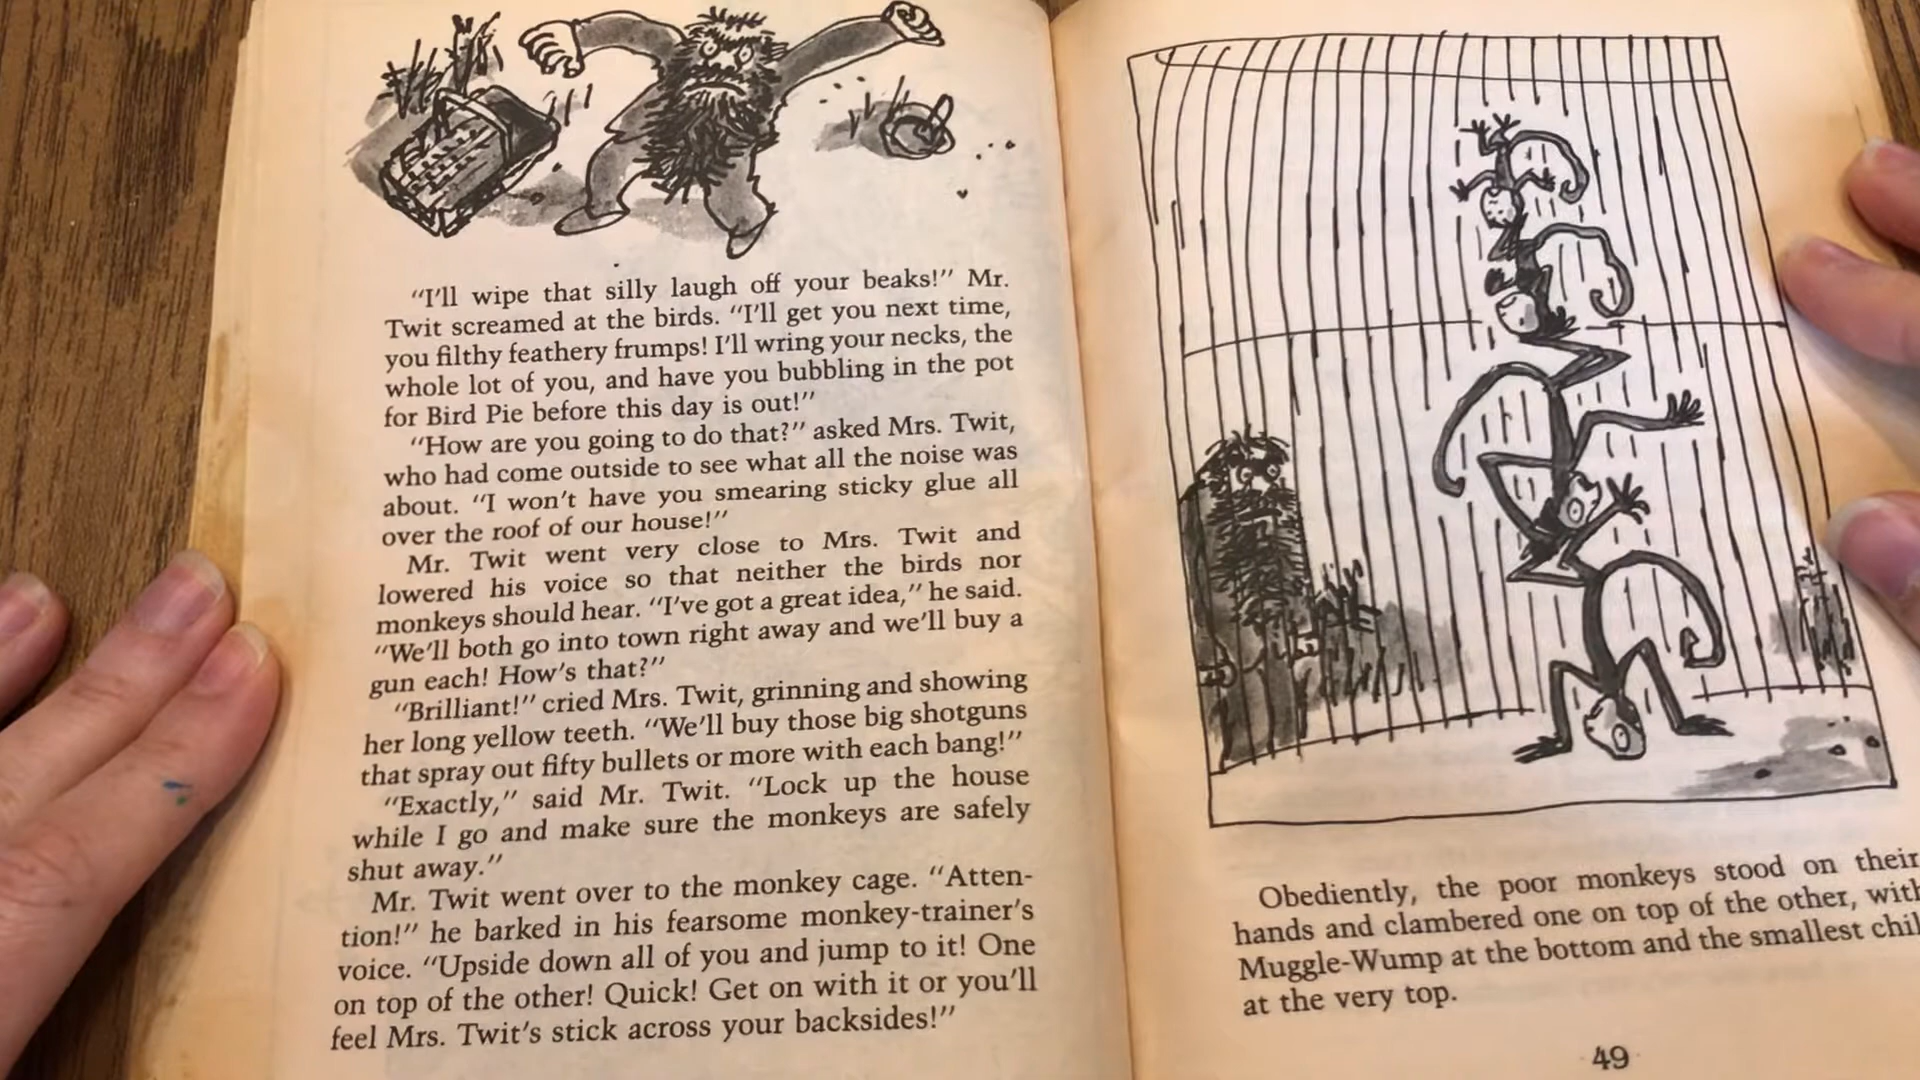 “I’ll wipe that silly laugh off your beaks!” Mr.
Twit screamed at the birds. “I’ll get you next time,
you filthy feathery frumps! I’ll wring your necks, the
whole lot of you, and have you bubbling in the pot
for Bird Pie before this day is out!”
“How are you going to do that?” asked Mrs. Twit,
who had come outside to see what all the noise was
about. “I won’t have you smearing sticky glue all
over the roof of our house!”
Mr. Twit went very close to Mrs. Twit and
lowered his voice so that neither the birds nor
monkeys should hear. “I’ve got a great idea,” he said.
“We’ll both go into town right away and we’ll buy a
gun each! How’s that?”
“Brilliant!” cried Mrs. Twit, grinning and showing
her long yellow teeth. “We’ll buy those big shotguns
that spray out fifty bullets or more with each bang!”
“Exactly,” said Mr. Twit. “Lock up the house
while I go and make sure the monkeys are safely
shut away.”
Mr. Twit went over to the monkey cage. “Atten-
tion!” he barked in his fearsome monkey-trainer’s
voice. “Upside down all of you and jump to it! One
on top of the other! Quick! Get on with it or you’ll
feel Mrs. Twit’s stick across your backsides!”
Obediently, the poor monkeys stood on their
hands and clambered one on top of the other, with
Muggle-Wump at the bottom and the smallest chil
at the very top.
49